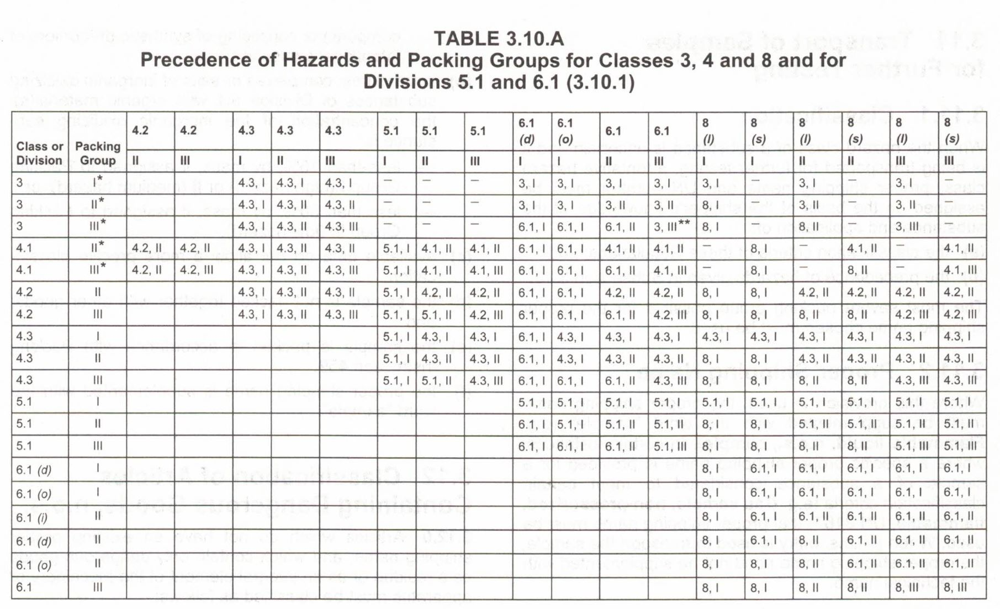 TABLE 3.10.A
Precedence of Hazards and Packing Groups for Classes 3, 4 and 8 and for
Divisions 5.1 and 6.1 (3.10.1)
Class or Division Packing Group 4.2 4.2 4.3 4.3 4.3 5.1 5.1 5.1 6.1 (d) 6.1 (o) 6.1 6.1 8 (l) 8 (s) 8 (l) 8 (s) 8 (l) 8 (s)
II III I II III I II III I I II III I I II II III III
3 I* 4.3, I 4.3, I 4.3, I – – – 3, I 3, I 3, I 3, I 3, I – 3, I – 3, I –
3 II* 4.3, I 4.3, II 4.3, II – – – 3, I 3, I 3, II 3, II 8, I – 3, II – 3, II –
3 III* 4.3, I 4.3, II 4.3, III – – – 6.1, I 6.1, I 6.1, II 3, III** 8, I – 8, II – 3, III –
4.1 II* 4.2, II 4.2, II 4.3, I 4.3, II 4.3, II 5.1, I 4.1, II 4.1, II 6.1, I 6.1, I 4.1, II 4.1, II – 8, I – 4.1, II – 4.1, II
4.1 III* 4.2, II 4.2, III 4.3, I 4.3, II 4.3, III 5.1, I 4.1, II 4.1, III 6.1, I 6.1, I 6.1, II 4.1, III – 8, I – 8, II – 4.1, III
4.2 II 4.3, I 4.3, II 4.3, II 5.1, I 4.2, II 4.2, II 6.1, I 6.1, I 4.2, II 4.2, II 8, I 8, I 4.2, II 4.2, II 4.2, II 4.2, II
4.2 III 4.3, I 4.3, II 4.3, III 5.1, I 5.1, II 4.2, III 6.1, I 6.1, I 6.1, II 4.2, III 8, I 8, I 8, II 8, II 4.2, III 4.2, III
4.3 I 5.1, I 4.3, I 4.3, I 6.1, I 4.3, I 4.3, I 4.3, I 4.3, I 4.3, I 4.3, I 4.3, I 4.3, I 4.3, I
4.3 II 5.1, I 4.3, II 4.3, II 6.1, I 4.3, I 4.3, II 4.3, II 8, I 8, I 4.3, II 4.3, II 4.3, II 4.3, II
4.3 III 5.1, I 5.1, II 4.3, III 6.1, I 6.1, I 6.1, II 4.3, III 8, I 8, I 8, II 8, II 4.3, III 4.3, III
5.1 I 5.1, I 5.1, I 5.1, I 5.1, I 5.1, I 5.1, I 5.1, I 5.1, I 5.1, I 5.1, I
5.1 II 6.1, I 5.1, I 5.1, II 5.1, II 8, I 8, I 5.1, II 5.1, II 5.1, II 5.1, II
5.1 III 6.1, I 6.1, I 6.1, II 5.1, III 8, I 8, I 8, II 8, II 5.1, III 5.1, III
6.1 (d) I 8, I 6.1, I 6.1, I 6.1, I 6.1, I 6.1, I
6.1 (o) I 8, I 6.1, I 6.1, I 6.1, I 6.1, I 6.1, I
6.1 (i) II 8, I 6.1, I 6.1, II 6.1, II 6.1, II 6.1, II
6.1 (d) II 8, I 6.1, I 8, II 6.1, II 6.1, II 6.1, II
6.1 (o) II 8, I 8, I 8, II 6.1, II 6.1, II 6.1, II
6.1 III 8, I 8, I 8, II 8, II 8, III 8, III